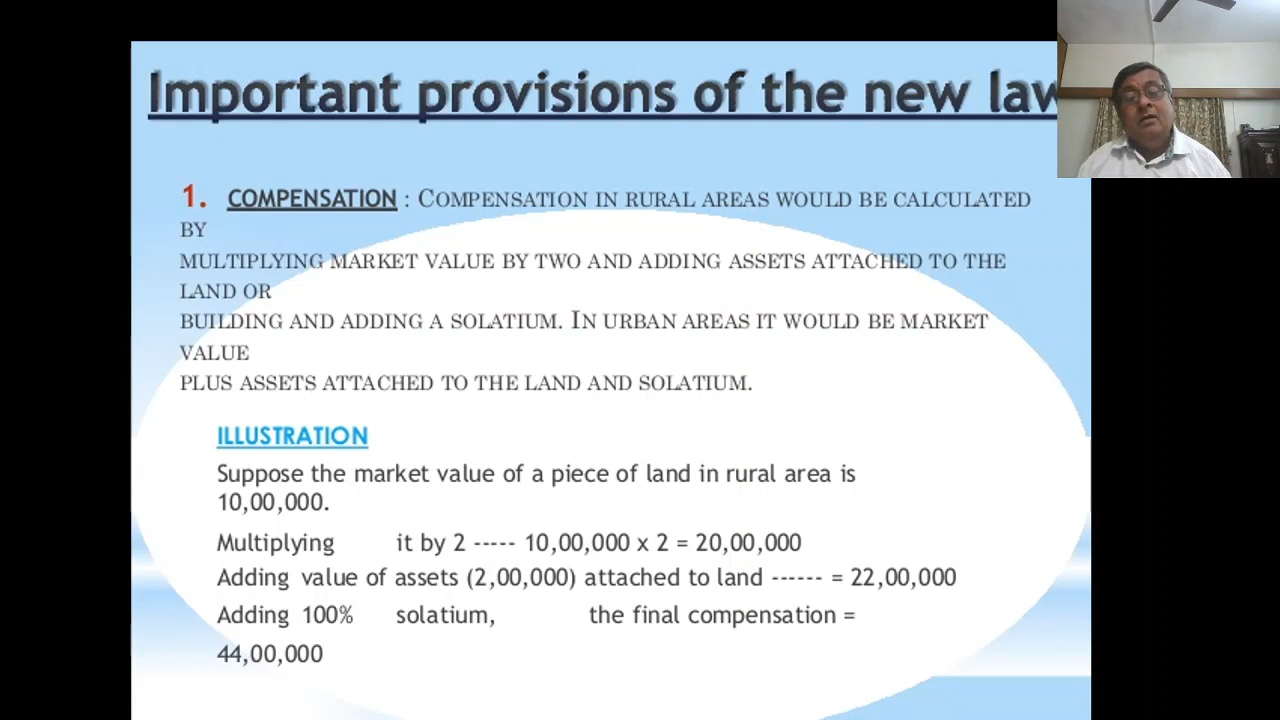 Important provisions of the new law
1. COMPENSATION : COMPENSATION IN RURAL AREAS WOULD BE CALCULATED
BY
MULTIPLYING MARKET VALUE BY TWO AND ADDING ASSETS ATTACHED TO THE
LAND OR
BUILDING AND ADDING A SOLATIUM. IN URBAN AREAS IT WOULD BE MARKET
VALUE
PLUS ASSETS ATTACHED TO THE LAND AND SOLATIUM.
ILLUSTRATION
Suppose the market value of a piece of land in rural area is
10,00,000.
Multiplying it by 2 ----- 10,00,000 x 2 = 20,00,000
Adding value of assets (2,00,000) attached to land ------ = 22,00,000
Adding 100% solatium, the final compensation =
44,00,000